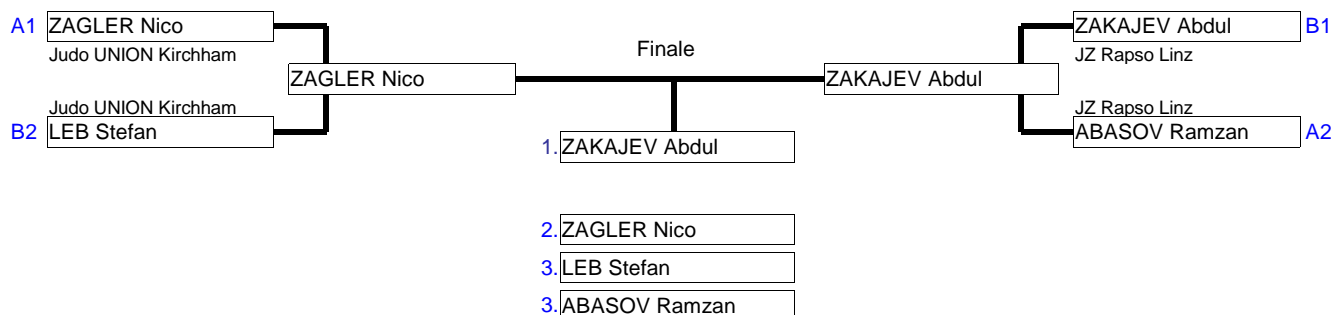 A1 ZAGLER Nico
Judo UNION Kirchham
ZAGLER Nico
Judo UNION Kirchham
B2 LEB Stefan
Finale
ZAKAJEV Abdul B1
JZ Rapso Linz
ZAKAJEV Abdul
JZ Rapso Linz
ABASOV Ramzan A2
1. ZAKAJEV Abdul
2. ZAGLER Nico
3. LEB Stefan
3. ABASOV Ramzan